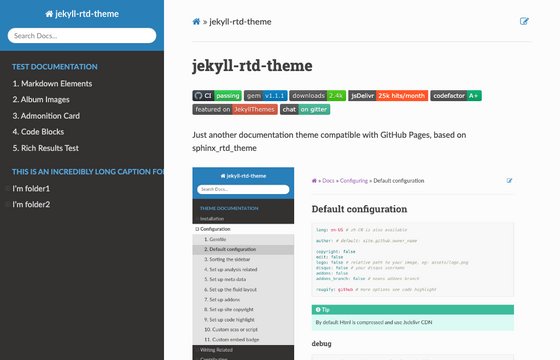 jekyll-rtd-theme
Search Docs...
TEST DOCUMENTATION
1. Markdown Elements
2. Album Images
3. Admonition Card
4. Code Blocks
5. Rich Results Test
THIS IS AN INCREDIBLY LONG CAPTION FO
I'm folder1
I'm folder2
» jekyll-rtd-theme
jekyll-rtd-theme
CI passing gem v1.1.1 downloads 2.4k jsDelivr 25k hits/month codefactor A+
featured on JekyllThemes chat on gitter
Just another documentation theme compatible with GitHub Pages, based on
sphinx_rtd_theme
jekyll-rtd-theme
Search Docs...
THEME DOCUMENTATION
Installation
Configuration
1. Gemfile
2. Default configuration
3. Sorting the sidebar
4. Set up analysis related
5. Set up meta data
6. Set up the fluid layout
7. Set up addons
8. Set up site copyright
9. Set up code highlight
10. Custom scss or script
11. Custom embed badge
Writing Related
» Docs » Configuring » Default configuration
Default configuration
lang: en-US # zh CN is also available
author: # Default: site.github.owner_name
copyright: false
edit: false
logo: false # relative path to your image, eg: assets/logo.png
disqus: false # your disqus username
addons: false
addons_branch: false # means addons branch
rougify: github # more options see code highlight
Tip
By default Html is compressed and use JsDelivr CDN
debug